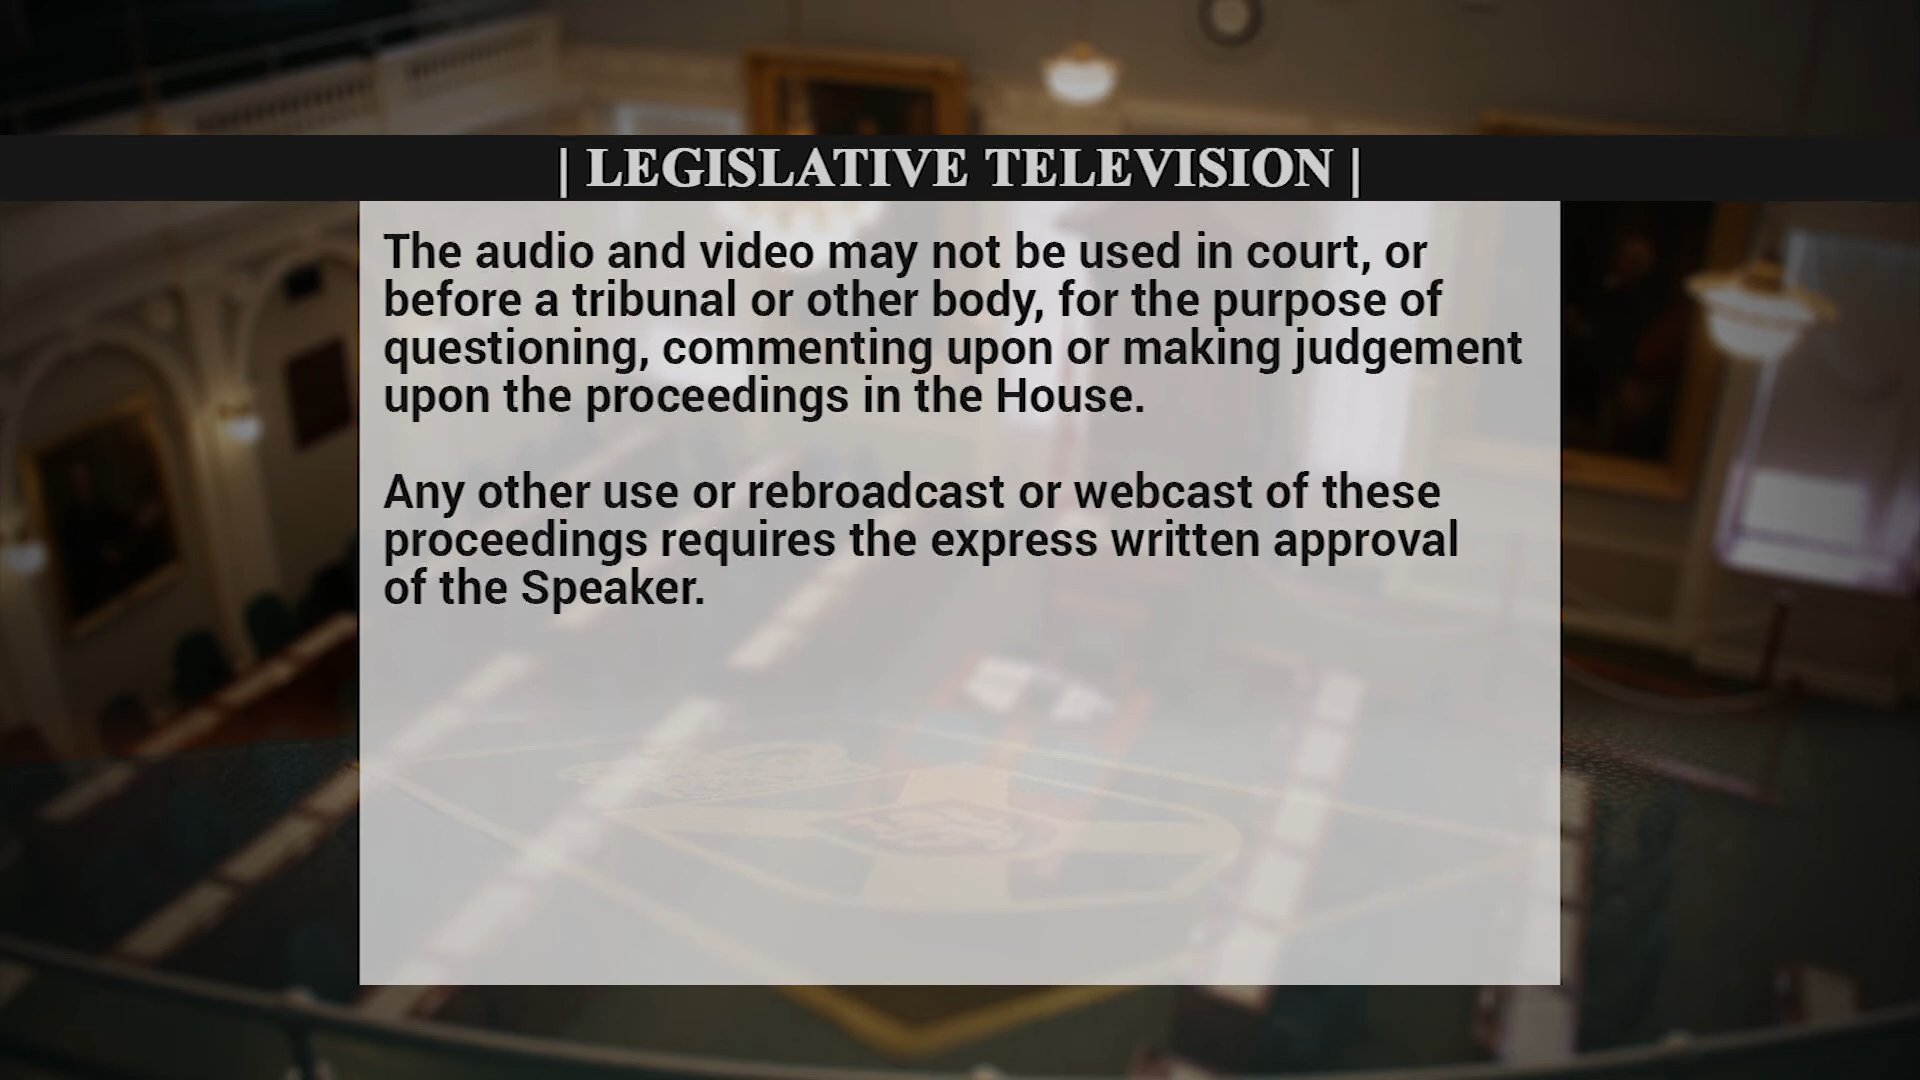 | LEGISLATIVE TELEVISION |
The audio and video may not be used in court, or
before a tribunal or other body, for the purpose of
questioning, commenting upon or making judgement
upon the proceedings in the House.
Any other use or rebroadcast or webcast of these
proceedings requires the express written approval
of the Speaker.